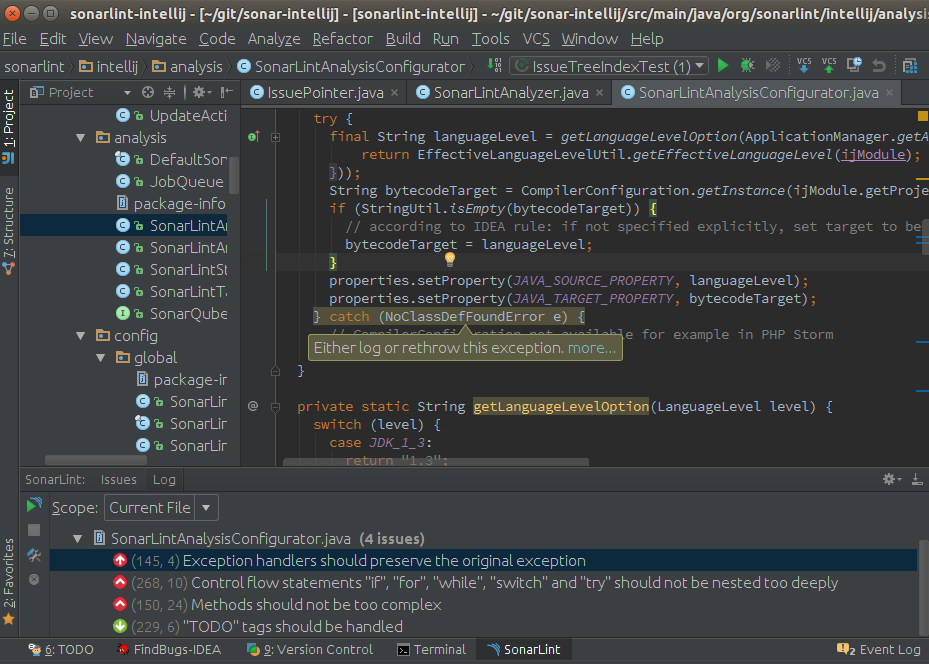 sonarlint-intellij - [~/git/sonar-intellij] - [sonarlint-intellij] - ~/git/sonar-intellij/src/main/java/org/sonarlint/intellij/analysi
File Edit View Navigate Code Analyze Refactor Build Run Tools VCS Window Help
sonarlint intellij analysis SonarLintAnalysisConfigurator IssueTreeIndexTest (1) VCS VCS
1: Project
7: Structure
2: Favorites
Project
UpdateActi
analysis
DefaultSor
JobQueue
package-info
SonarLintAr
SonarLintAr
SonarLintSt
SonarLintTa
SonarQube
config
global
package-ir
SonarLir
SonarLir
SonarLir
IssuePointer.java SonarLintAnalyzer.java SonarLintAnalysisConfigurator.java
try {
final String languageLevel = getLanguageLevelOption(ApplicationManager.getA
return EffectiveLanguageLevelUtil.getEffectiveLanguageLevel(ijModule);
}));
String bytecodeTarget = CompilerConfiguration.getInstance(ijModule.getProje
if (StringUtil.isEmpty(bytecodeTarget)) {
// according to IDEA rule: if not specified explicitly, set target to be
bytecodeTarget = languageLevel;
}
properties.setProperty(JAVA_SOURCE_PROPERTY, languageLevel);
properties.setProperty(JAVA_TARGET_PROPERTY, bytecodeTarget);
} catch (NoClassDefFoundError e) {
for example in PHP Storm
Either log or rethrow this exception. more...
}
@ private static String getLanguageLevelOption(LanguageLevel level) {
switch (level) {
case JDK_1_3:
return "1.3";
SonarLint: Issues Log
Scope: Current File
SonarLintAnalysisConfigurator.java (4 issues)
(145, 4) Exception handlers should preserve the original exception
(268, 10) Control flow statements "if", "for", "while", "switch" and "try" should not be nested too deeply
(150, 24) Methods should not be too complex
(229, 6) "TODO" tags should be handled
6: TODO FindBugs-IDEA 9: Version Control Terminal SonarLint 2 Event Log